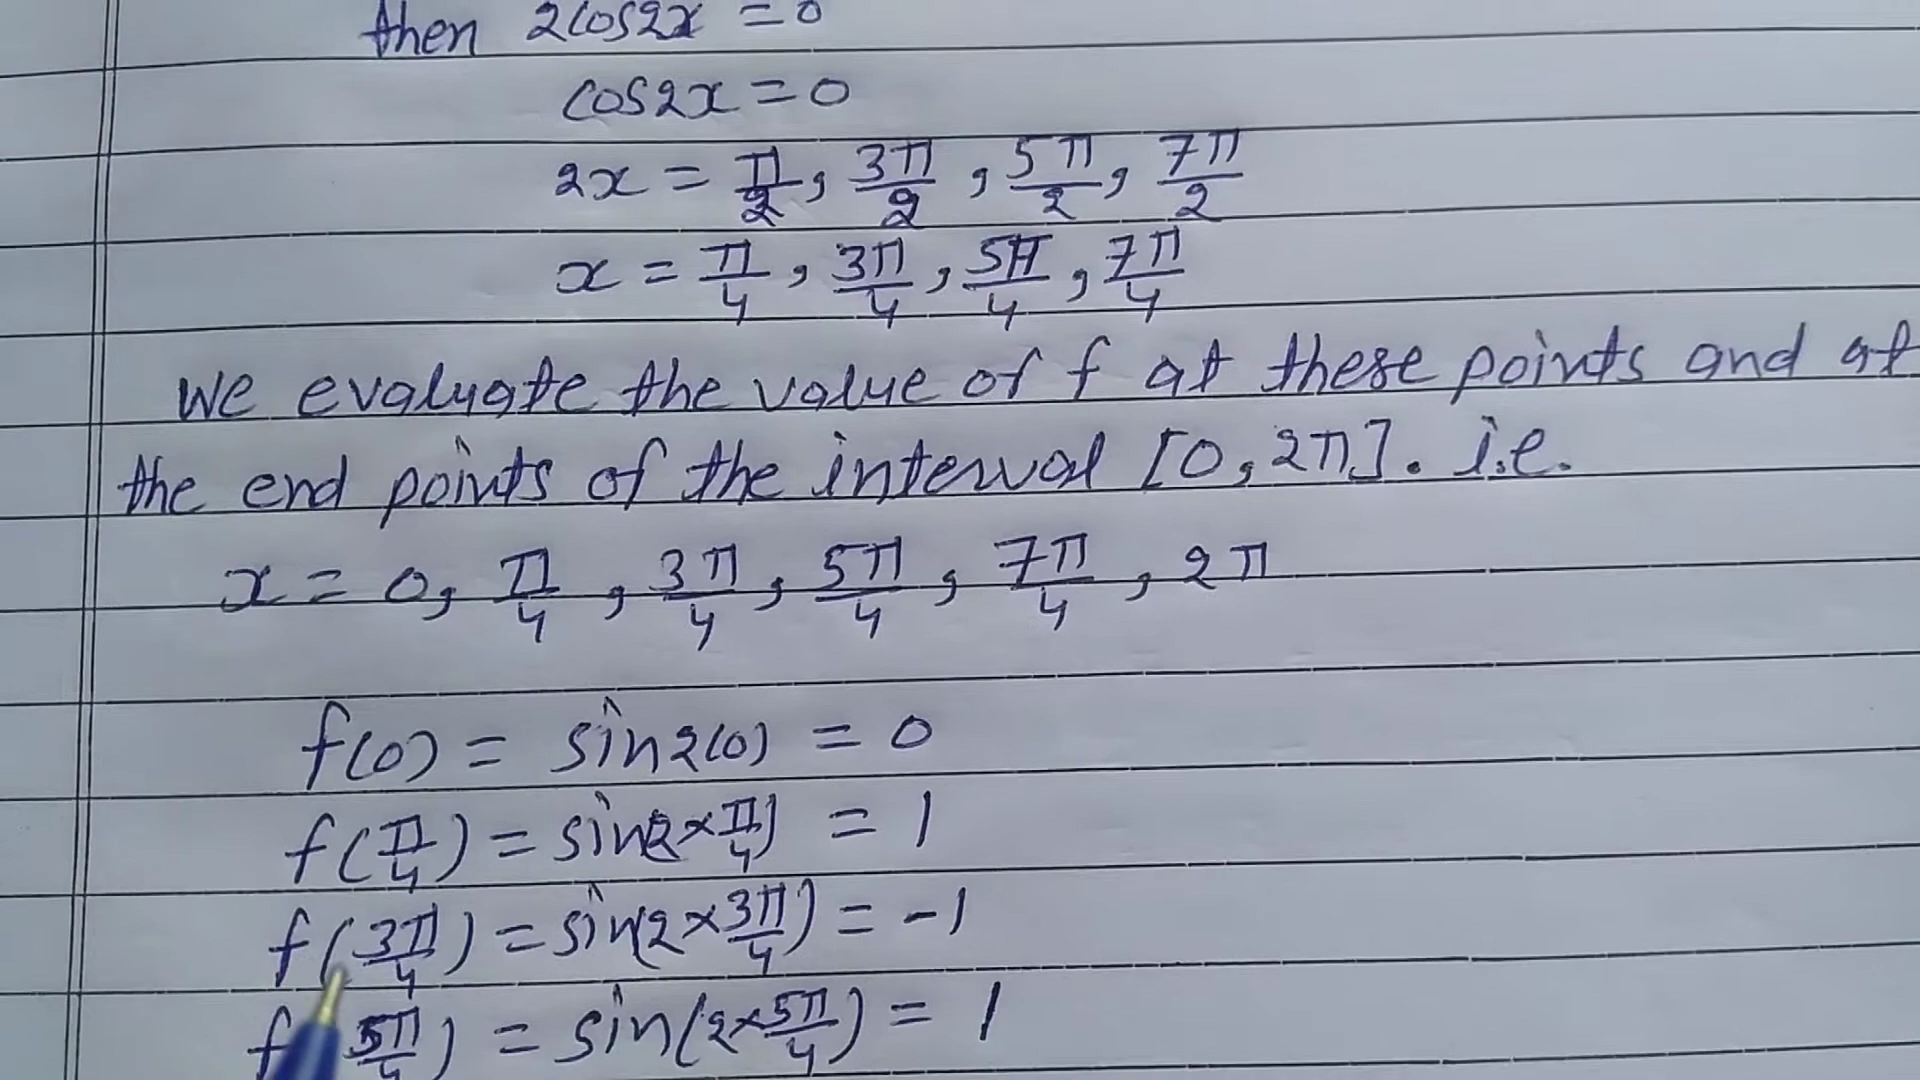 then 2cos2x = 0
cos2x = 0
2x = π/2, 3π/2, 5π/2, 7π/2
x = π/4, 3π/4, 5π/4, 7π/4
we evaluate the value of f at these points and at
the end points of the interval [0, 2π]. i.e.
x = 0, π/4, 3π/4, 5π/4, 7π/4, 2π
f(0) = sin2(0) = 0
f(π/4) = sin(2×π/4) = 1
f(3π/4) = sin(2×3π/4) = -1
f(5π/4) = sin(2×5π/4) = 1